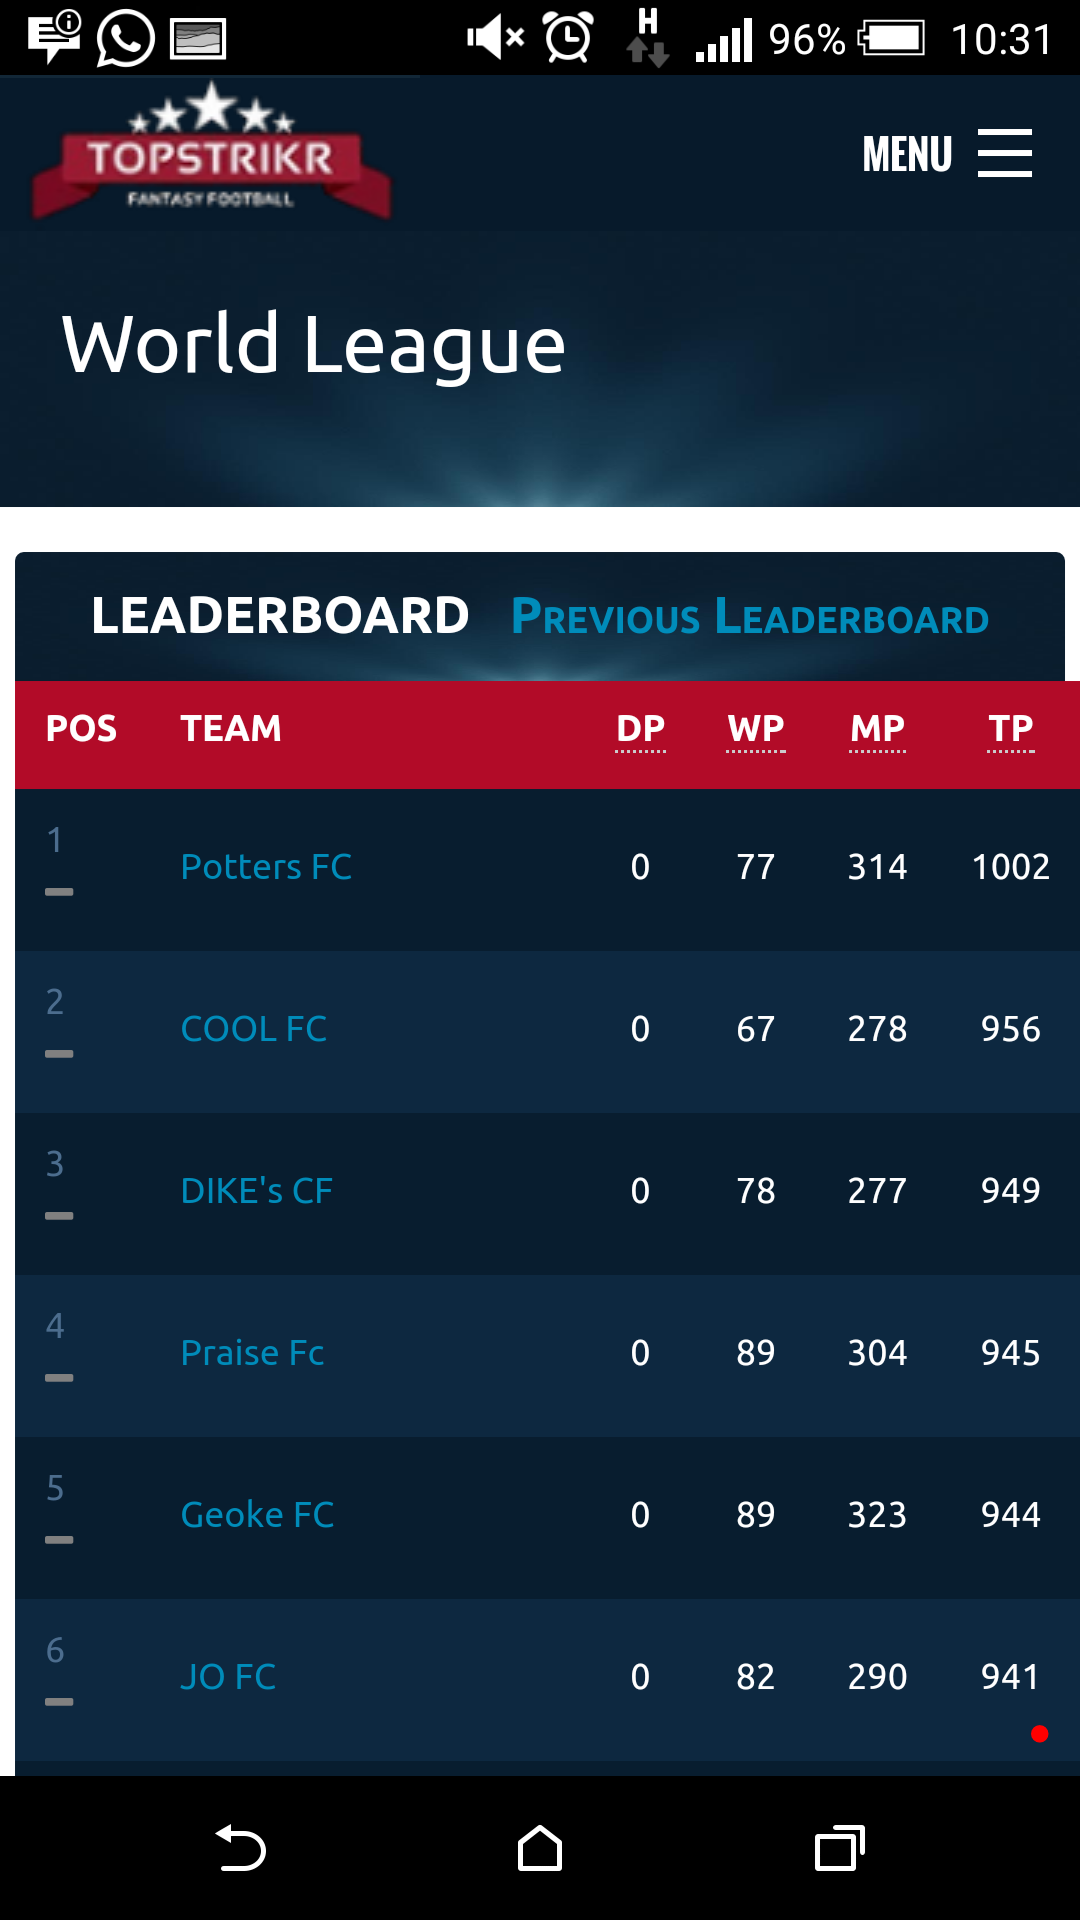 H 96% 10:31
TOPSTRIKR
FANTASY FOOTBALL
MENU
World League
LEADERBOARD Previous Leaderboard
POS TEAM DP WP MP TP
1 Potters FC 0 77 314 1002
2 COOL FC 0 67 278 956
3 DIKE's CF 0 78 277 949
4 Praise Fc 0 89 304 945
5 Geoke FC 0 89 323 944
6 JO FC 0 82 290 941